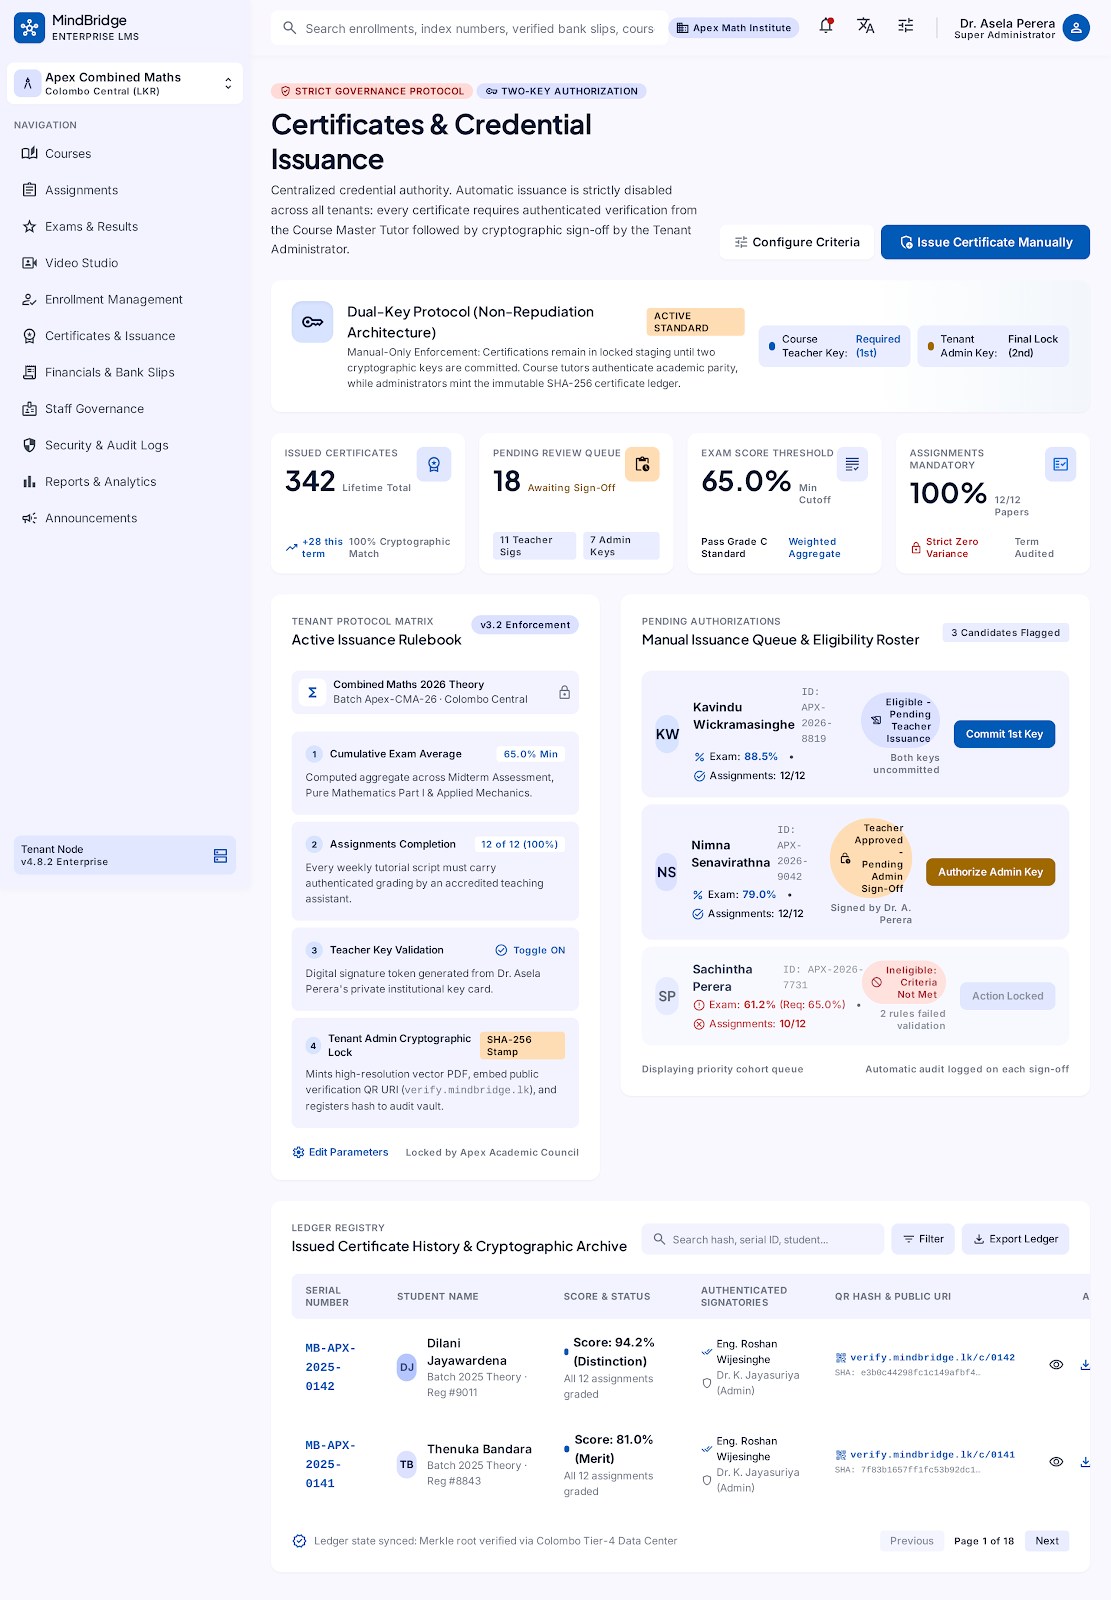 MindBridge
ENTERPRISE LMS
Apex Combined Maths
Colombo Central (LKR)
NAVIGATION
Courses
Assignments
Exams & Results
Video Studio
Enrollment Management
Certificates & Issuance
Financials & Bank Slips
Staff Governance
Security & Audit Logs
Reports & Analytics
Announcements
Tenant Node
v4.8.2 Enterprise
Search enrollments, index numbers, verified bank slips, cours
Apex Math Institute
Dr. Asela Perera
Super Administrator
STRICT GOVERNANCE PROTOCOL
TWO-KEY AUTHORIZATION
Certificates & Credential
Issuance
Centralized credential authority. Automatic issuance is strictly disabled
across all tenants: every certificate requires authenticated verification from
the Course Master Tutor followed by cryptographic sign-off by the Tenant
Administrator.
Configure Criteria
Issue Certificate Manually
Dual-Key Protocol (Non-Repudiation
Architecture)
ACTIVE
STANDARD
Manual-Only Enforcement: Certifications remain in locked staging until two
cryptographic keys are committed. Course tutors authenticate academic parity,
while administrators mint the immutable SHA-256 certificate ledger.
Course
Teacher Key:
Required
(1st)
Tenant
Admin Key:
Final Lock
(2nd)
ISSUED CERTIFICATES
342 Lifetime Total
+28 this
term
100% Cryptographic
Match
PENDING REVIEW QUEUE
18 Awaiting Sign-Off
11 Teacher
Sigs
7 Admin
Keys
EXAM SCORE THRESHOLD
65.0% Min
Cutoff
Pass Grade C
Standard
Weighted
Aggregate
ASSIGNMENTS
MANDATORY
100% 12/12
Papers
Strict Zero
Variance
Term
Audited
TENANT PROTOCOL MATRIX
Active Issuance Rulebook
v3.2 Enforcement
Σ
Combined Maths 2026 Theory
Batch Apex-CMA-26 · Colombo Central
1 Cumulative Exam Average
65.0% Min
Computed aggregate across Midterm Assessment,
Pure Mathematics Part I & Applied Mechanics.
2 Assignments Completion
12 of 12 (100%)
Every weekly tutorial script must carry
authenticated grading by an accredited teaching
assistant.
3 Teacher Key Validation
Toggle ON
Digital signature token generated from Dr. Asela
Perera's private institutional key card.
4 Tenant Admin Cryptographic
Lock
SHA-256
Stamp
Mints high-resolution vector PDF, embed public
verification QR URI (verify.mindbridge.lk), and
registers hash to audit vault.
Edit Parameters
Locked by Apex Academic Council
PENDING AUTHORIZATIONS
Manual Issuance Queue & Eligibility Roster
3 Candidates Flagged
KW
Kavindu
Wickramasinghe
ID:
APX-
2026-
8819
Exam: 88.5% •
Assignments: 12/12
Eligible -
Pending
Teacher
Issuance
Both keys
uncommitted
Commit 1st Key
NS
Nimna
Senavirathna
ID:
APX-
2026-
9042
Exam: 79.0% •
Assignments: 12/12
Teacher
Approved
-
Pending
Admin
Sign-Off
Signed by Dr. A.
Perera
Authorize Admin Key
SP
Sachintha
Perera
ID: APX-2026-
7731
Exam: 61.2% (Req: 65.0%) •
Assignments: 10/12
Ineligible:
Criteria
Not Met
2 rules failed
validation
Action Locked
Displaying priority cohort queue
Automatic audit logged on each sign-off
LEDGER REGISTRY
Issued Certificate History & Cryptographic Archive
Search hash, serial ID, student...
Filter
Export Ledger
SERIAL
NUMBER
STUDENT NAME
SCORE & STATUS
AUTHENTICATED
SIGNATORIES
QR HASH & PUBLIC URI
A
MB-APX-
2025-
0142
DJ
Dilani
Jayawardena
Batch 2025 Theory ·
Reg #9011
Score: 94.2%
(Distinction)
All 12 assignments
graded
Eng. Roshan
Wijesinghe
Dr. K. Jayasuriya
(Admin)
verify.mindbridge.lk/c/0142
SHA: e3b0c44298fc1c149afbf4…
MB-APX-
2025-
0141
TB
Thenuka Bandara
Batch 2025 Theory ·
Reg #8843
Score: 81.0%
(Merit)
All 12 assignments
graded
Eng. Roshan
Wijesinghe
Dr. K. Jayasuriya
(Admin)
verify.mindbridge.lk/c/0141
SHA: 7f83b1657ff1fc53b92dc1…
Ledger state synced: Merkle root verified via Colombo Tier-4 Data Center
Previous
Page 1 of 18
Next